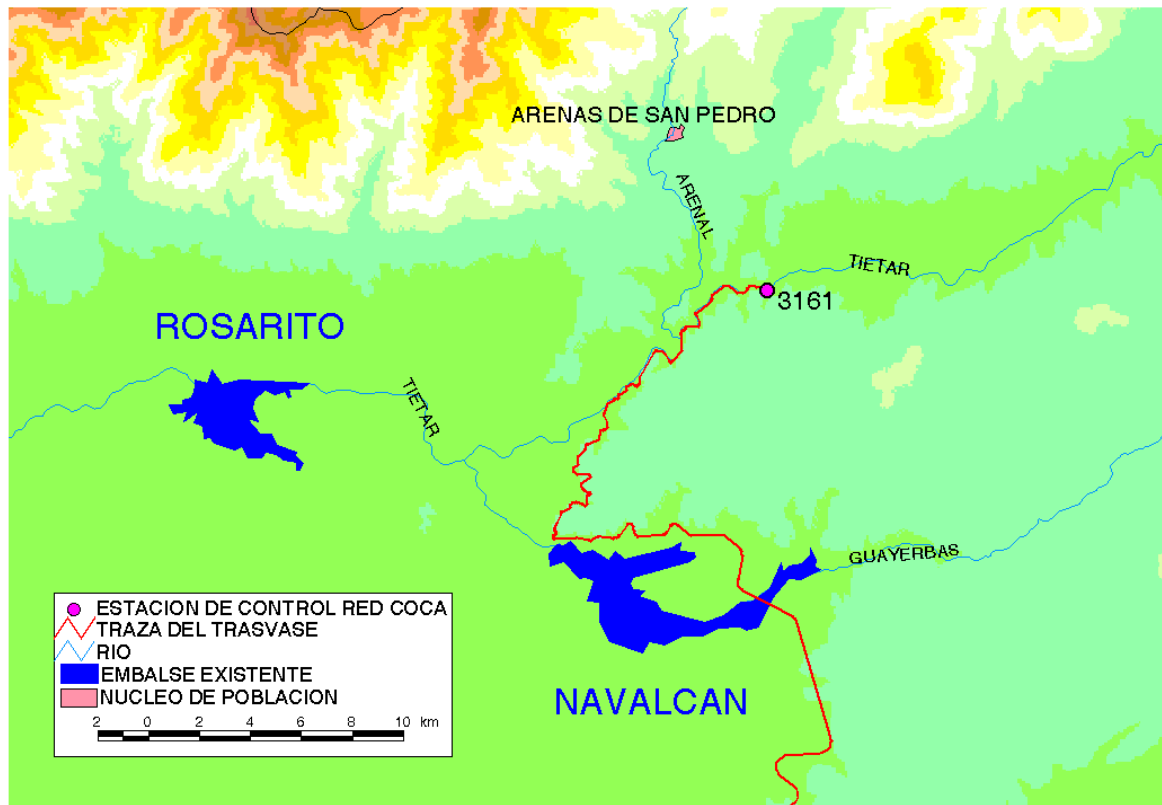 ARENAS DE SAN PEDRO
ARENAL
TIETAR
3161
ROSARITO
TIETAR
GUAYERBAS
NAVALCAN
ESTACION DE CONTROL RED COCA
TRAZA DEL TRASVASE
RIO
EMBALSE EXISTENTE
NUCLEO DE POBLACION
2 0 2 4 6 8 10 km